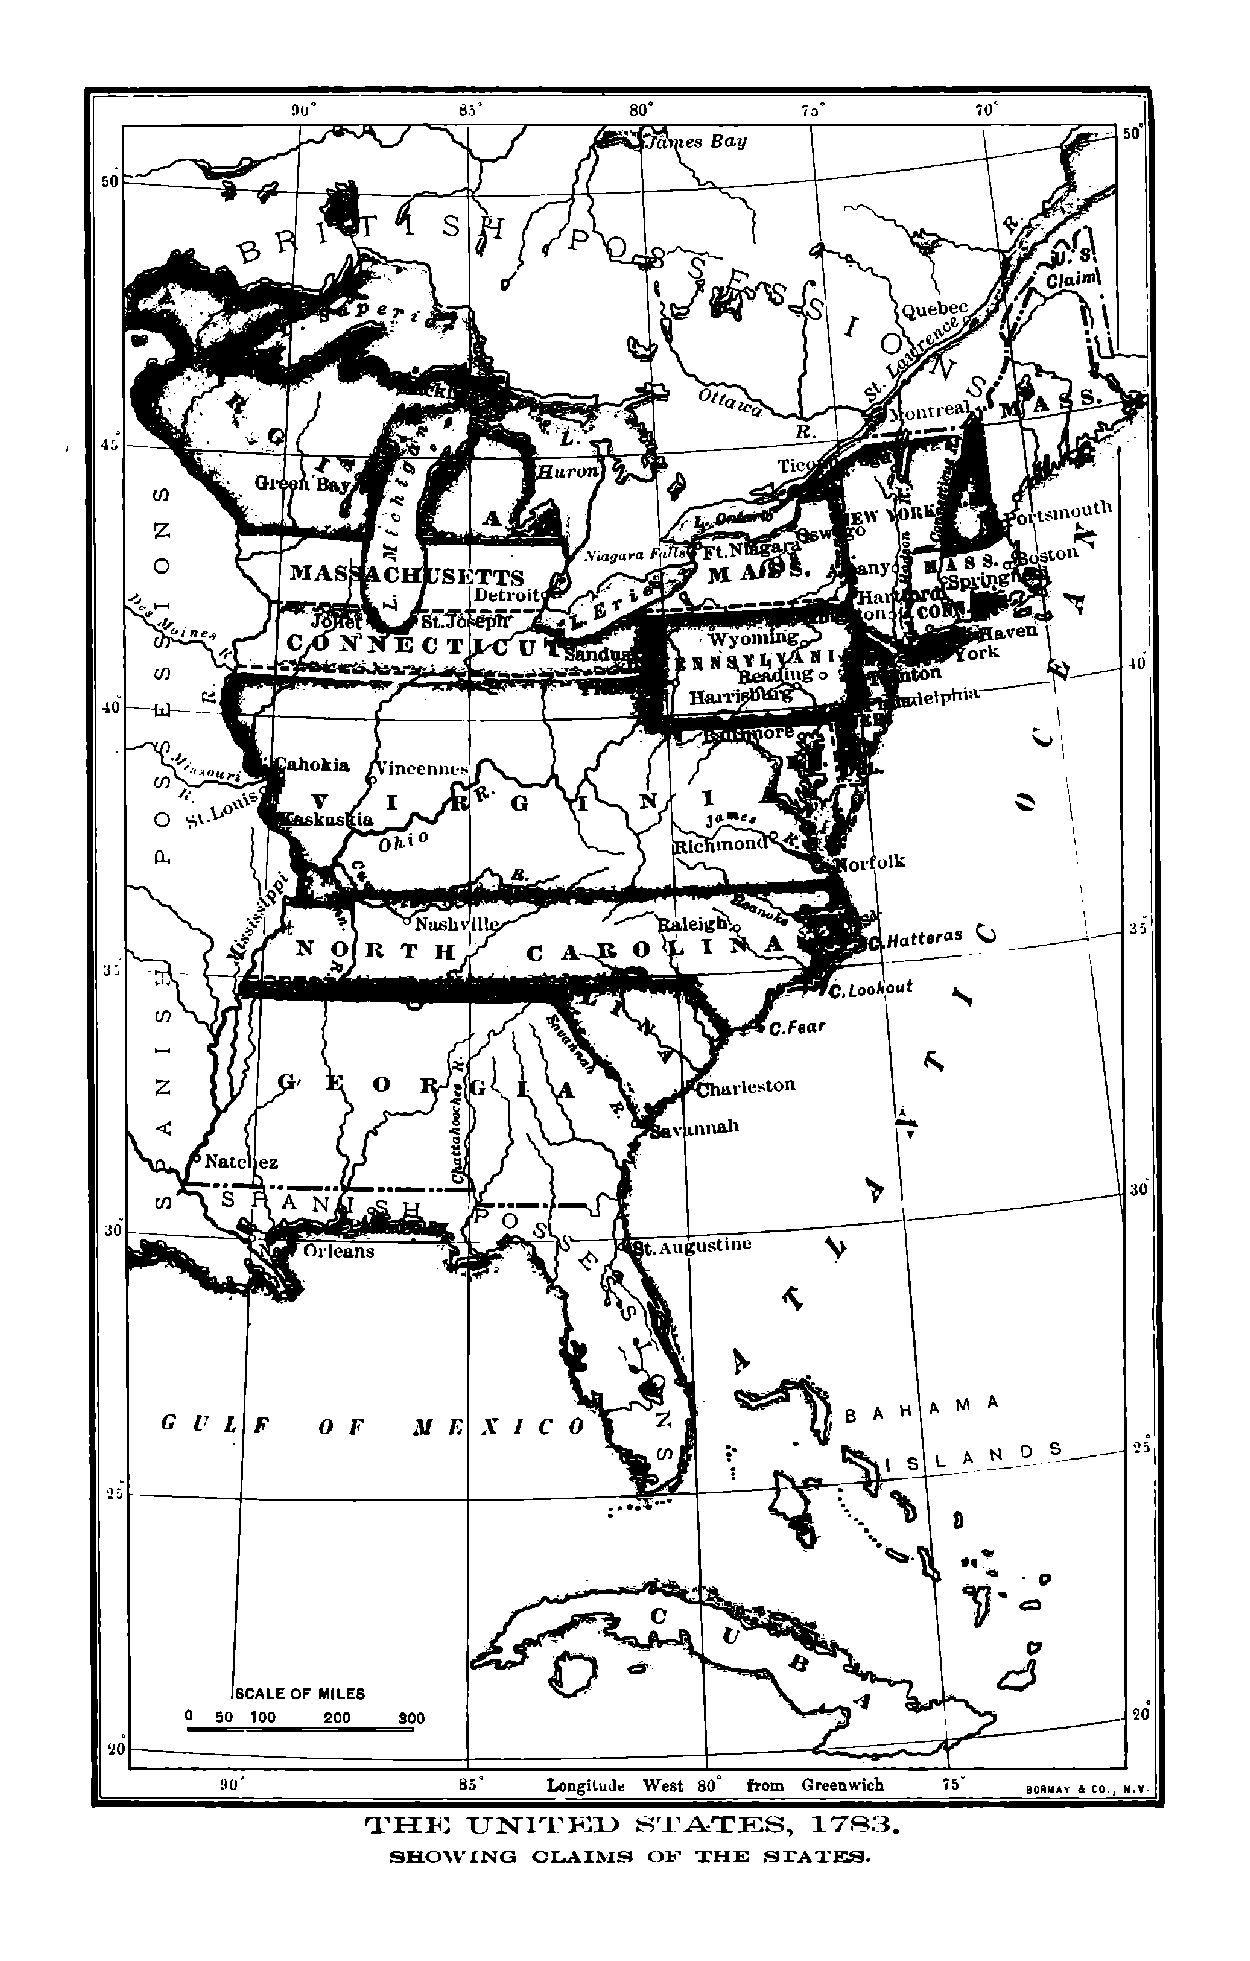 90° 85° 80° 75° 70°
James Bay
50°
50°
BRITISH POSSESSIONS
R.
U.S.
Claim
Quebec
St. Lawrence
Superior
Ottawa
R.
Montreal
MASS.
45°
L.
Huron
Green Bay
L. Michigan
Portsmouth
L. Ontario
NEW YORK
Oswego
Niagara Falls
Ft. Niagara
MASS.
Albany
Hudson
Connecticut
MASS.
Boston
Springfield
MASSACHUSETTS
Detroit
L. Erie
Hartford
CONN.
Joliet
St. Joseph
CONNECTICUT
Sandusky
Wyoming
Haven
York
Des Moines
R.
PENNSYLVANIA
Reading
Trenton
Harrisburg
Philadelphia
40°
40°
R.
Baltimore
Missouri
R.
Cahokia
Vincennes
St. Louis
VIRGINI
Kaskaskia
Ohio
R.
James
R.
Richmond
Norfolk
Mississippi
R.
Nashville
Roanoke
Raleigh
NORTH CAROLINA
C. Hatteras
35°
35°
R.
C. Lookout
LINA
C. Fear
Savannah
R.
GEORGIA
Chattahoochee R.
Charleston
Savannah
Natchez
SPANISH POSSESSIONS
SPANISH POSSESSIONS
30°
30°
New Orleans
St. Augustine
ATLANTIC OCEAN
GULF OF MEXICO
BAHAMA
ISLANDS
25°
25°
CUBA
SCALE OF MILES
0 50 100 200 300
20°
20°
90° 85° Longitude West 80° from Greenwich 75°
BORMAY & CO., N.Y.
THE UNITED STATES, 1783.
SHOWING CLAIMS OF THE STATES.